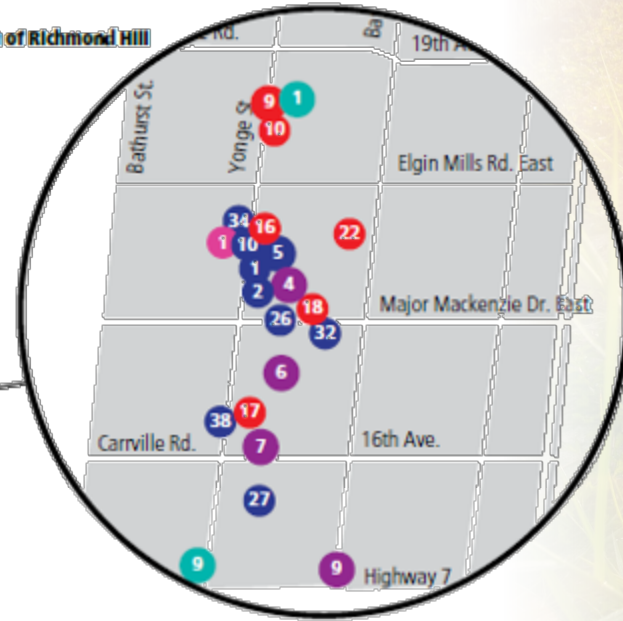 of Richmond Hill
Rd.
Ba
19th A
Bathurst St.
Yonge St
9
1
10
Elgin Mills Rd. East
34
16
22
1
10
5
1
4
2
Major Mackenzie Dr. East
18
26
32
6
17
38
Carrville Rd.
7
16th Ave.
27
9
9
Highway 7